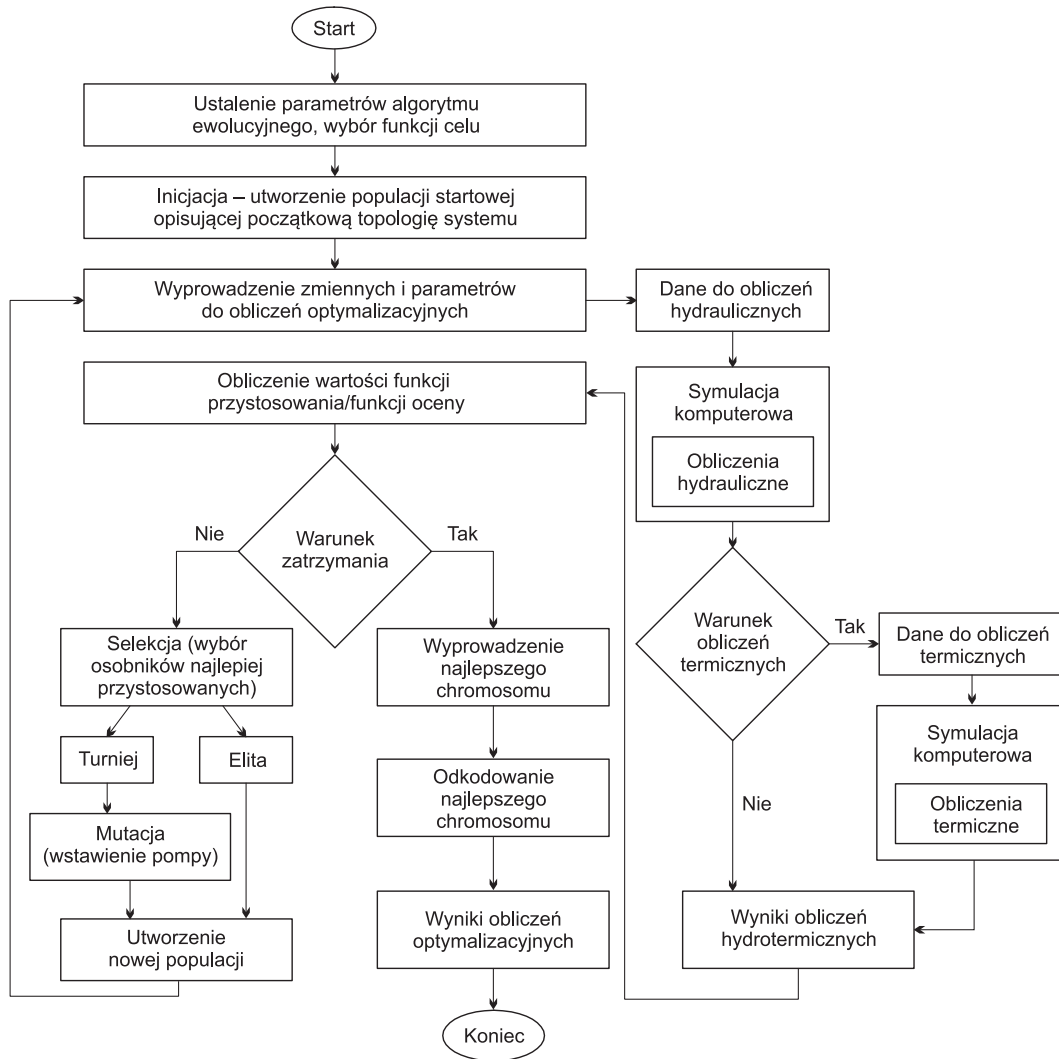 Start
Ustalenie parametrów algorytmu
ewolucyjnego, wybór funkcji celu
Inicjacja – utworzenie populacji startowej
opisującej początkową topologię systemu
Wyprowadzenie zmiennych i parametrów
do obliczeń optymalizacyjnych
Dane do obliczeń
hydraulicznych
Obliczenie wartości funkcji
przystosowania/funkcji oceny
Symulacja
komputerowa
Obliczenia
hydrauliczne
Nie
Warunek
zatrzymania
Tak
Warunek
obliczeń
termicznych
Tak
Nie
Dane do obliczeń
termicznych
Symulacja
komputerowa
Obliczenia
termiczne
Selekcja (wybór
osobników najlepiej
przystosowanych)
Turniej
Elita
Mutacja
(wstawienie pompy)
Utworzenie
nowej populacji
Wyprowadzenie
najlepszego
chromosomu
Odkodowanie
najlepszego
chromosomu
Wyniki obliczeń
optymalizacyjnych
Wyniki obliczeń
hydrotermicznych
Koniec